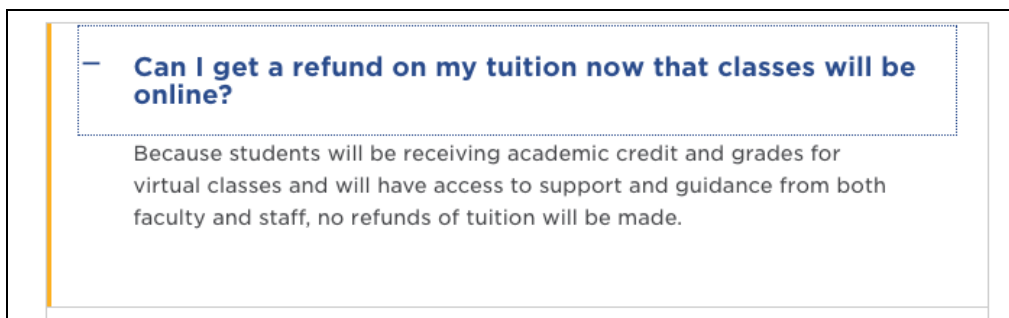 Can I get a refund on my tuition now that classes will be
online?
Because students will be receiving academic credit and grades for
virtual classes and will have access to support and guidance from both
faculty and staff, no refunds of tuition will be made.